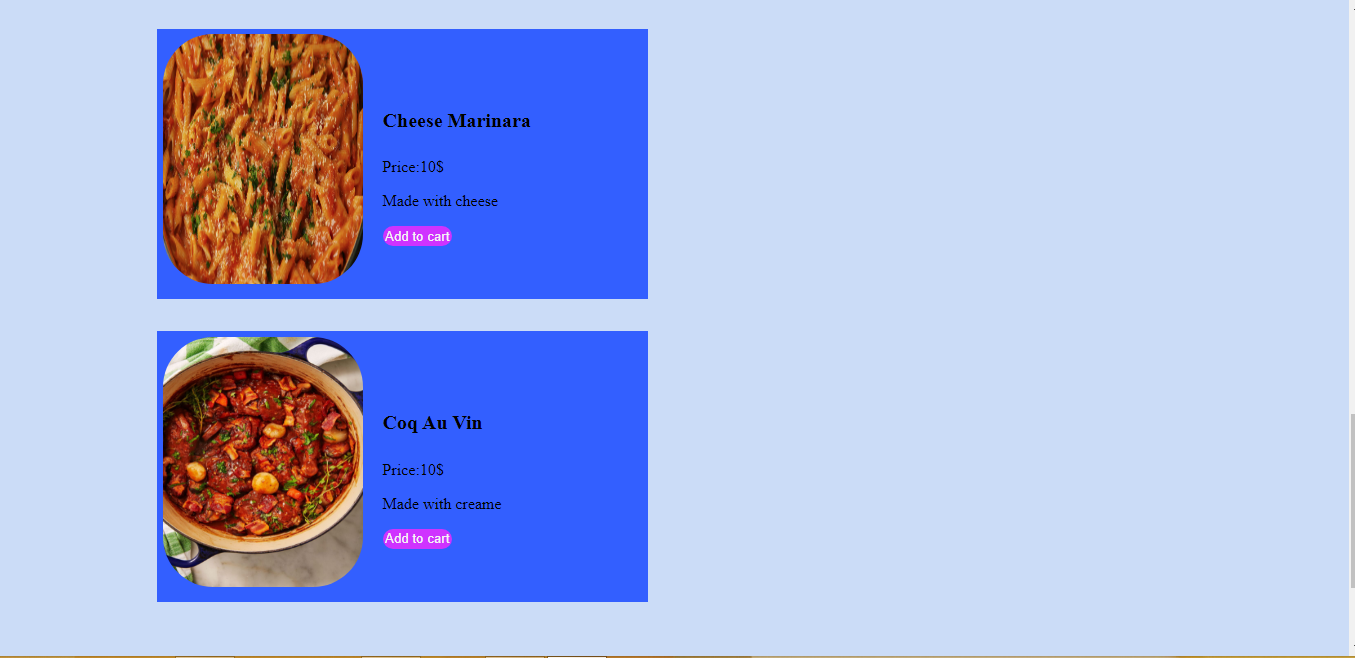 Cheese Marinara
Price:10$
Made with cheese
Add to cart
Coq Au Vin
Price:10$
Made with creame
Add to cart